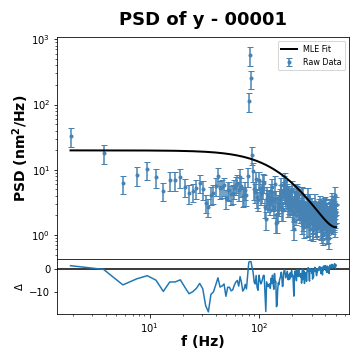 PSD of y - 00001
PSD (nm²/Hz)
10³
10²
10¹
10⁰
MLE Fit
Raw Data
Δ
0
−10
10¹
10²
f (Hz)